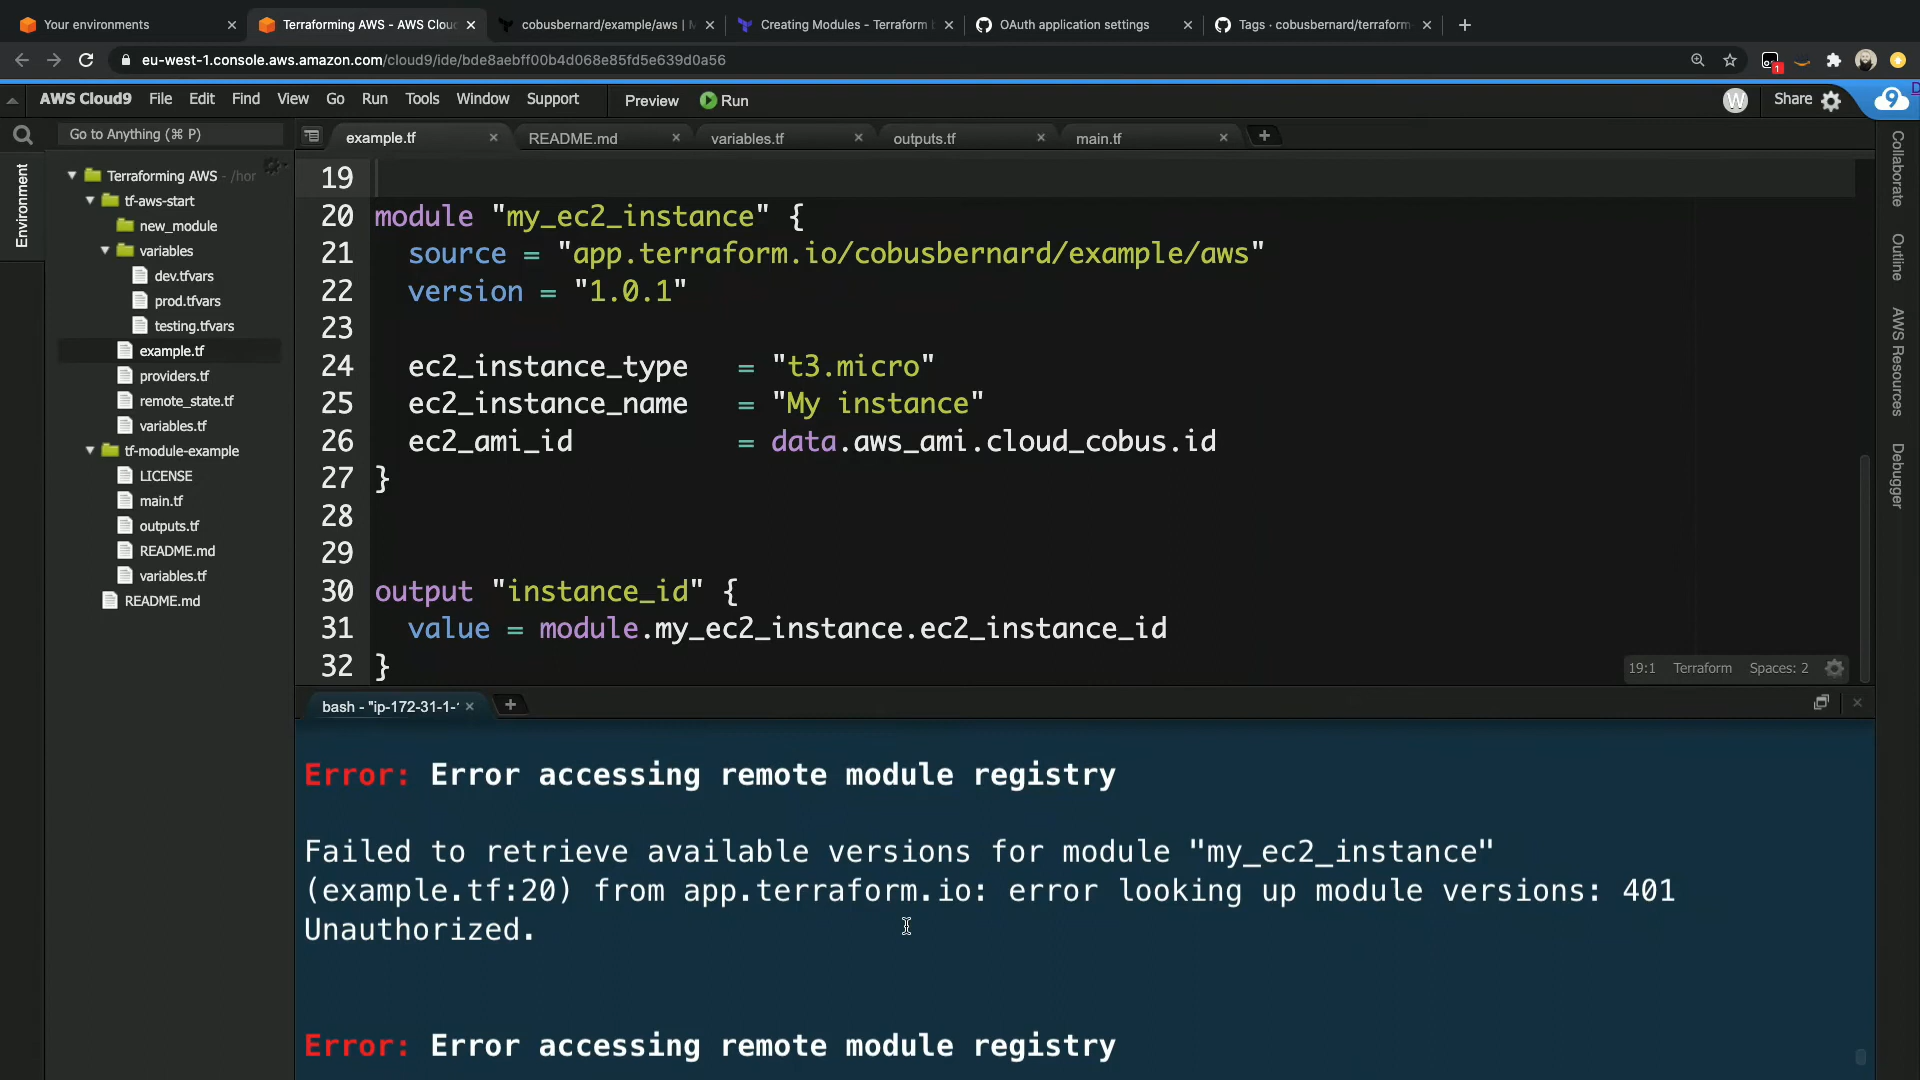 Your environments
Terraforming AWS - AWS Clou
cobusbernard/example/aws | M
Creating Modules - Terraform b
OAuth application settings
Tags · cobusbernard/terraform
eu-west-1.console.aws.amazon.com/cloud9/ide/bde8aebff00b4d068e85fd5e639d0a56
1
AWS Cloud9 File Edit Find View Go Run Tools Window Support Preview Run W Share 9
Go to Anything (⌘ P)
example.tf
README.md
variables.tf
outputs.tf
main.tf
Environment
Terraforming AWS - /hor
tf-aws-start
new_module
variables
dev.tfvars
prod.tfvars
testing.tfvars
example.tf
providers.tf
remote_state.tf
variables.tf
tf-module-example
LICENSE
main.tf
outputs.tf
README.md
variables.tf
README.md
19
20 module "my_ec2_instance" {
21 source = "app.terraform.io/cobusbernard/example/aws"
22 version = "1.0.1"
23
24 ec2_instance_type = "t3.micro"
25 ec2_instance_name = "My instance"
26 ec2_ami_id = data.aws_ami.cloud_cobus.id
27 }
28
29
30 output "instance_id" {
31 value = module.my_ec2_instance.ec2_instance_id
32 }
19:1 Terraform Spaces: 2
Collaborate
Outline
AWS Resources
Debugger
bash - "ip-172-31-1-
Error: Error accessing remote module registry
Failed to retrieve available versions for module "my_ec2_instance"
(example.tf:20) from app.terraform.io: error looking up module versions: 401
Unauthorized.
Error: Error accessing remote module registry